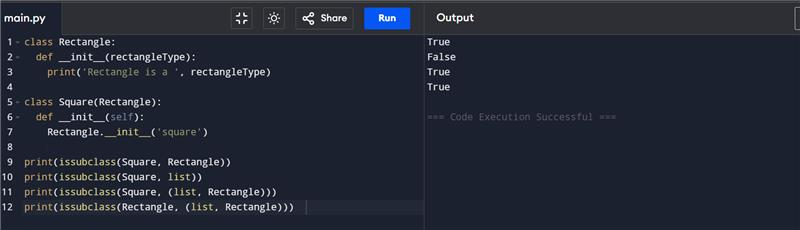 main.py
Share
Run
Output
1 class Rectangle:
2   def __init__(rectangleType):
3     print('Rectangle is a ', rectangleType)
4
5 class Square(Rectangle):
6   def __init__(self):
7     Rectangle.__init__('square')
8
9 print(issubclass(Square, Rectangle))
10 print(issubclass(Square, list))
11 print(issubclass(Square, (list, Rectangle)))
12 print(issubclass(Rectangle, (list, Rectangle)))
True
False
True
True
=== Code Execution Successful ===